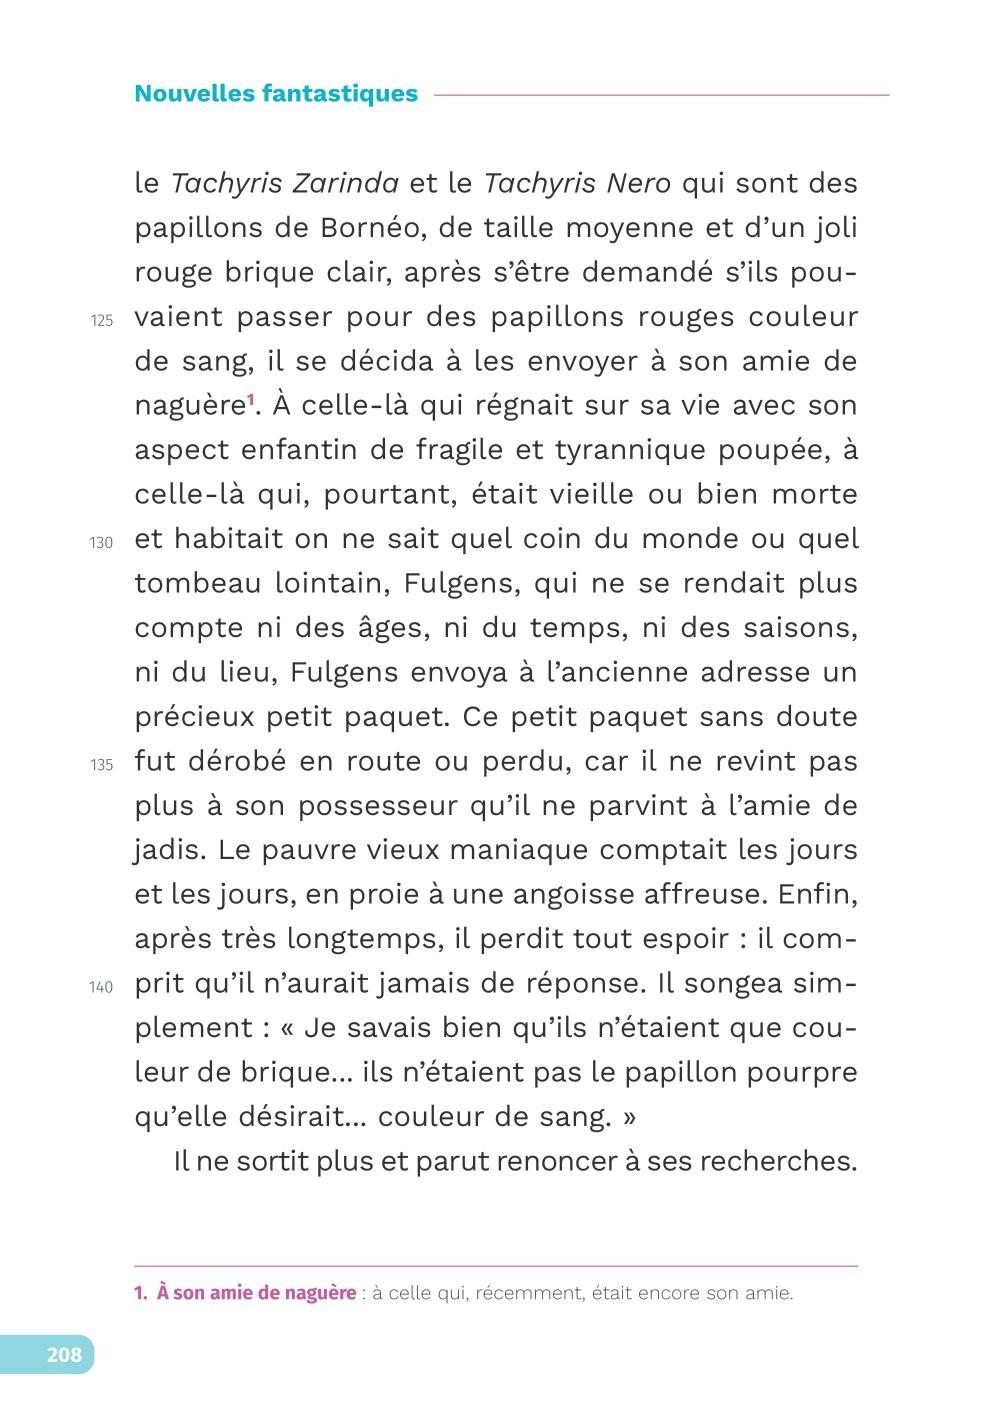 Nouvelles fantastiques
le Tachyris Zarinda et le Tachyris Nero qui sont des
papillons de Bornéo, de taille moyenne et d’un joli
rouge brique clair, après s’être demandé s’ils pou-
125 vaient passer pour des papillons rouges couleur
de sang, il se décida à les envoyer à son amie de
naguère1. À celle-là qui régnait sur sa vie avec son
aspect enfantin de fragile et tyrannique poupée, à
celle-là qui, pourtant, était vieille ou bien morte
130 et habitait on ne sait quel coin du monde ou quel
tombeau lointain, Fulgens, qui ne se rendait plus
compte ni des âges, ni du temps, ni des saisons,
ni du lieu, Fulgens envoya à l’ancienne adresse un
précieux petit paquet. Ce petit paquet sans doute
135 fut dérobé en route ou perdu, car il ne revint pas
plus à son possesseur qu’il ne parvint à l’amie de
jadis. Le pauvre vieux maniaque comptait les jours
et les jours, en proie à une angoisse affreuse. Enfin,
après très longtemps, il perdit tout espoir : il com-
140 prit qu’il n’aurait jamais de réponse. Il songea sim-
plement : « Je savais bien qu’ils n’étaient que cou-
leur de brique... ils n’étaient pas le papillon pourpre
qu’elle désirait... couleur de sang. »
Il ne sortit plus et parut renoncer à ses recherches.
1. À son amie de naguère : à celle qui, récemment, était encore son amie.
208